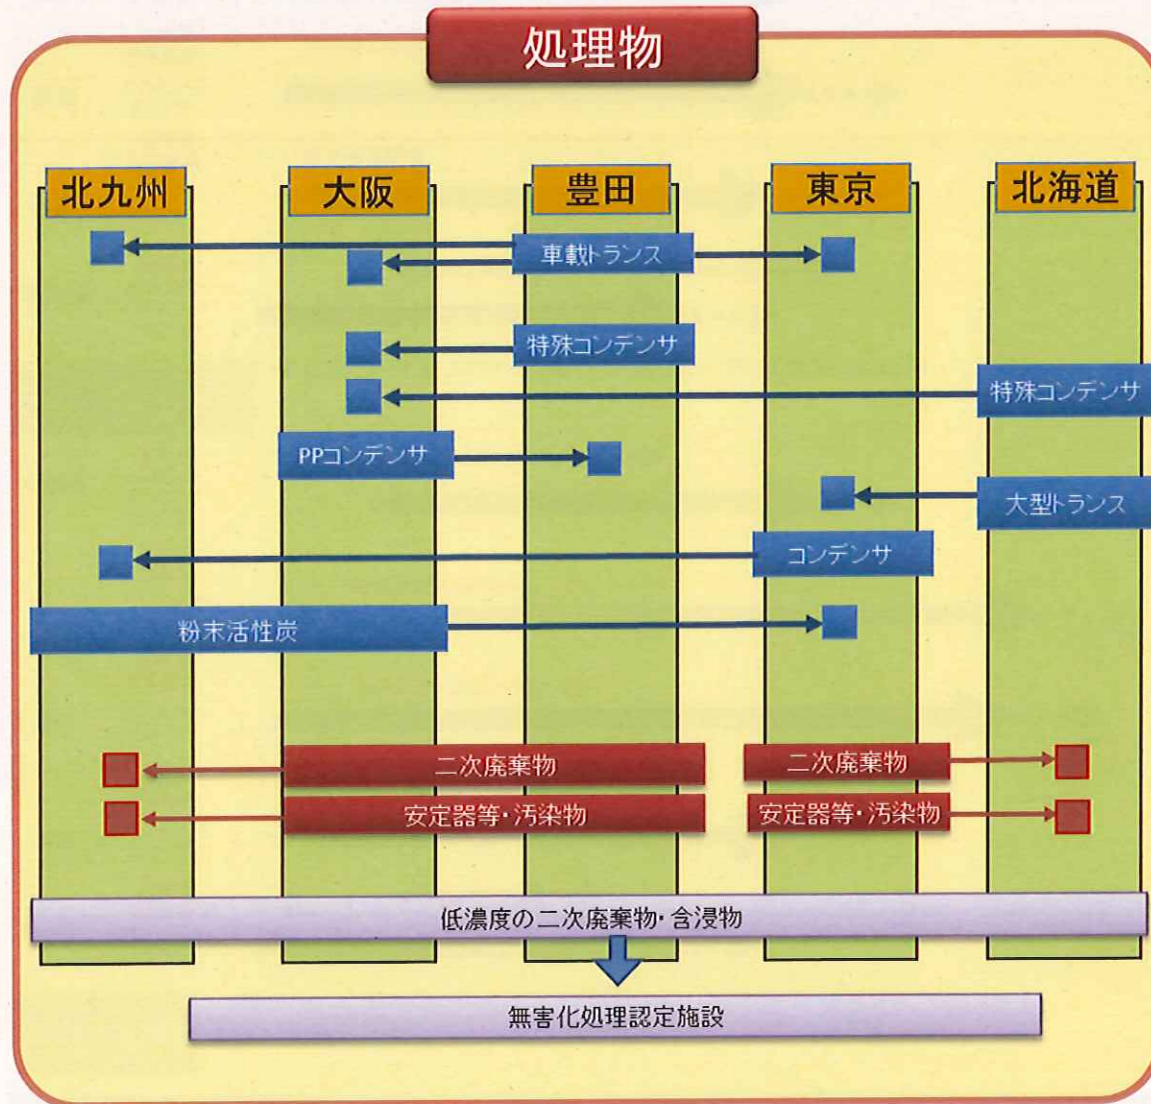 処理物
北九州
大阪
豊田
東京
北海道
車載トランス
特殊コンデンサ
特殊コンデンサ
PPコンデンサ
大型トランス
コンデンサ
粉末活性炭
二次廃棄物
二次廃棄物
安定器等・汚染物
安定器等・汚染物
低濃度の二次廃棄物・含浸物
無害化処理認定施設